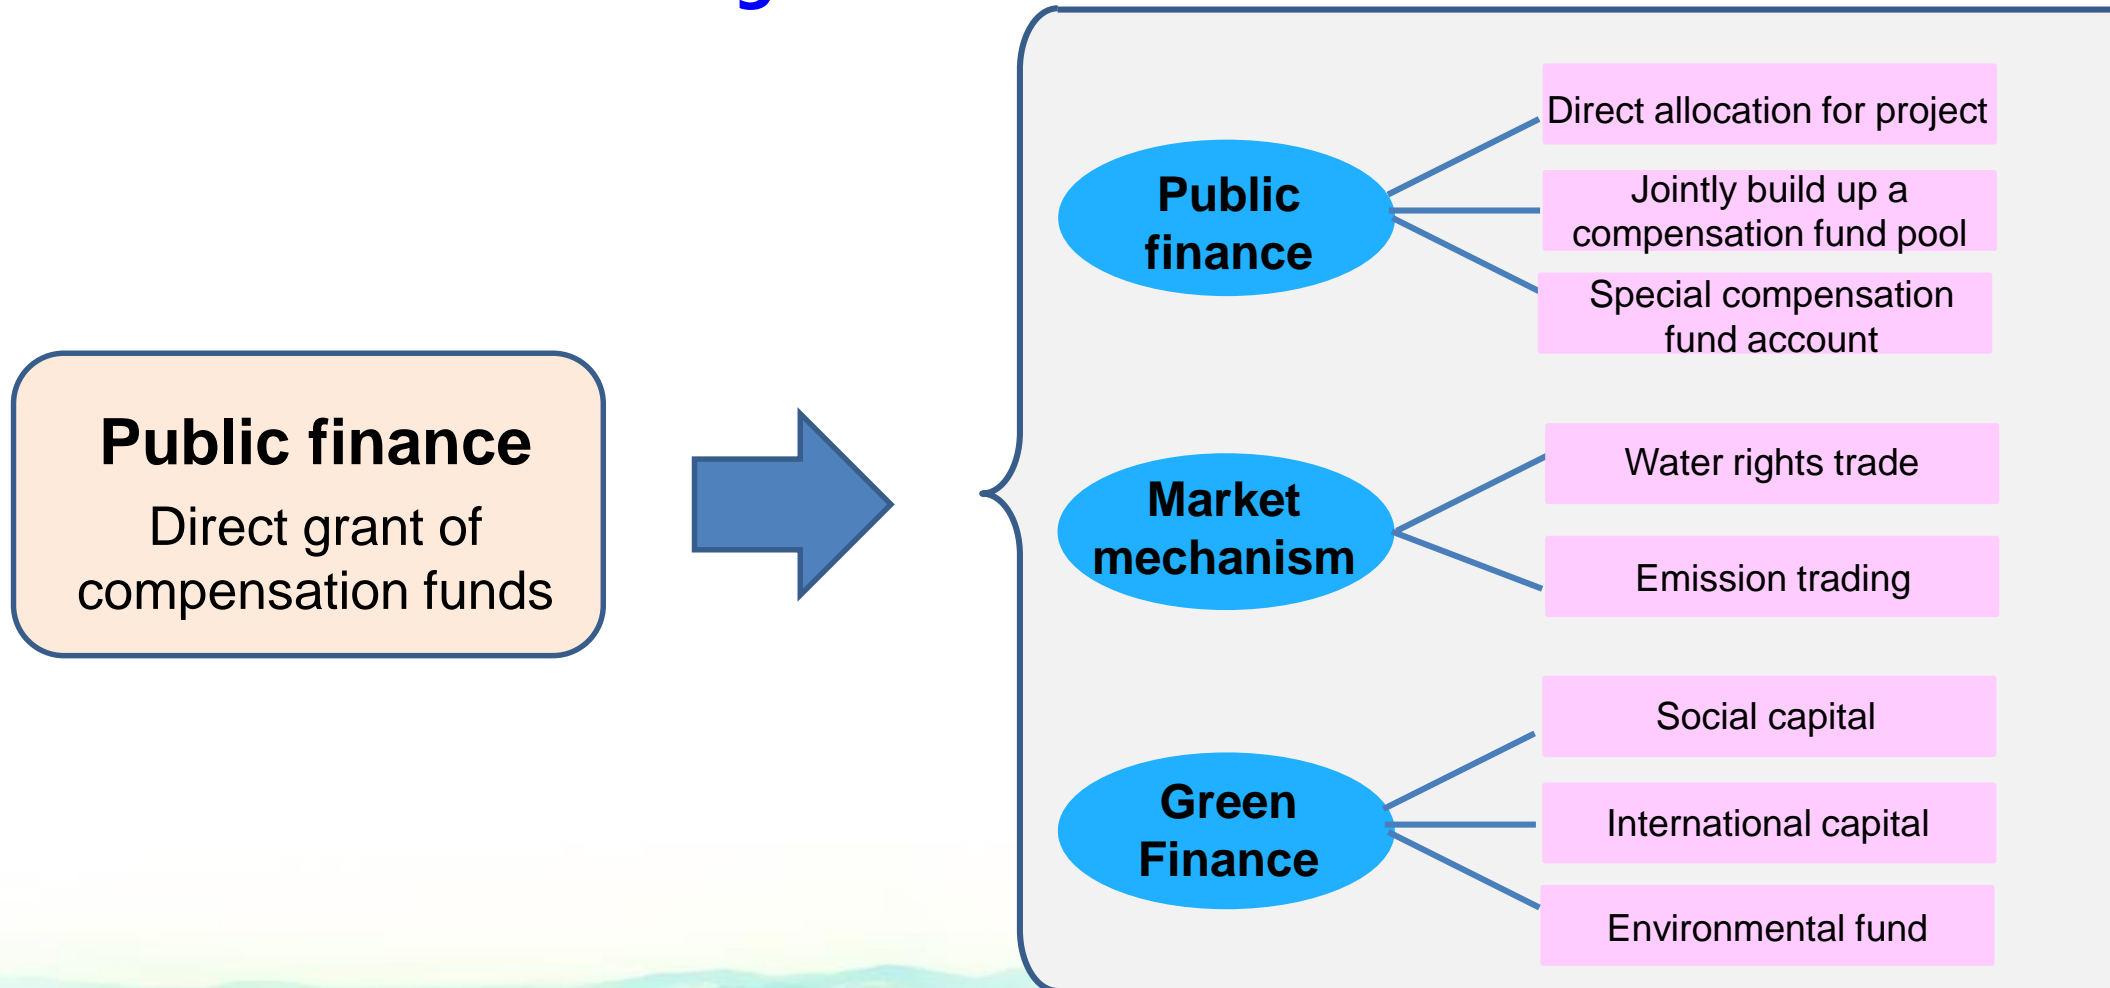 Public finance
Direct grant of
compensation funds
Public
finance
Direct allocation for project
Jointly build up a
compensation fund pool
Special compensation
fund account
Market
mechanism
Water rights trade
Emission trading
Green
Finance
Social capital
International capital
Environmental fund